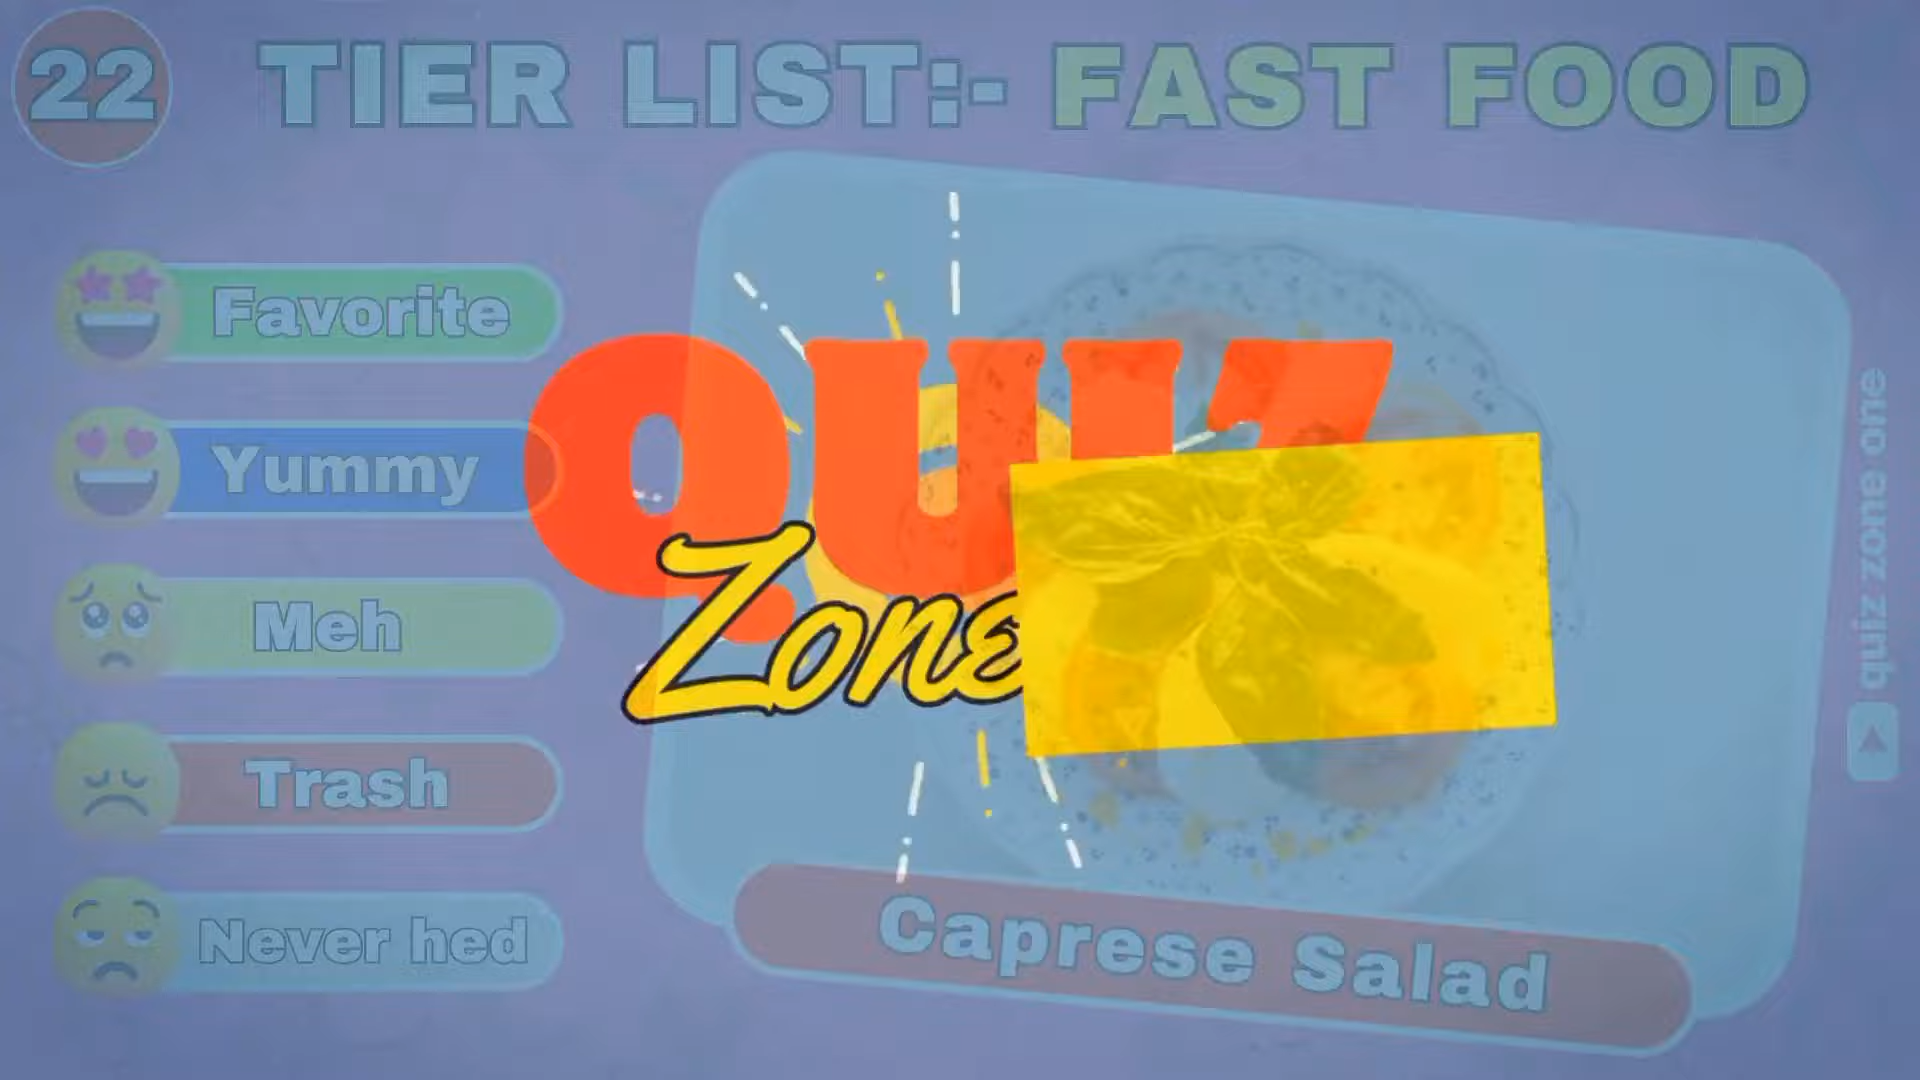 22
TIER LIST:- FAST FOOD
Favorite
Yummy
Meh
Trash
Never hed
QUIZ
Zone
Caprese Salad
quiz zone one